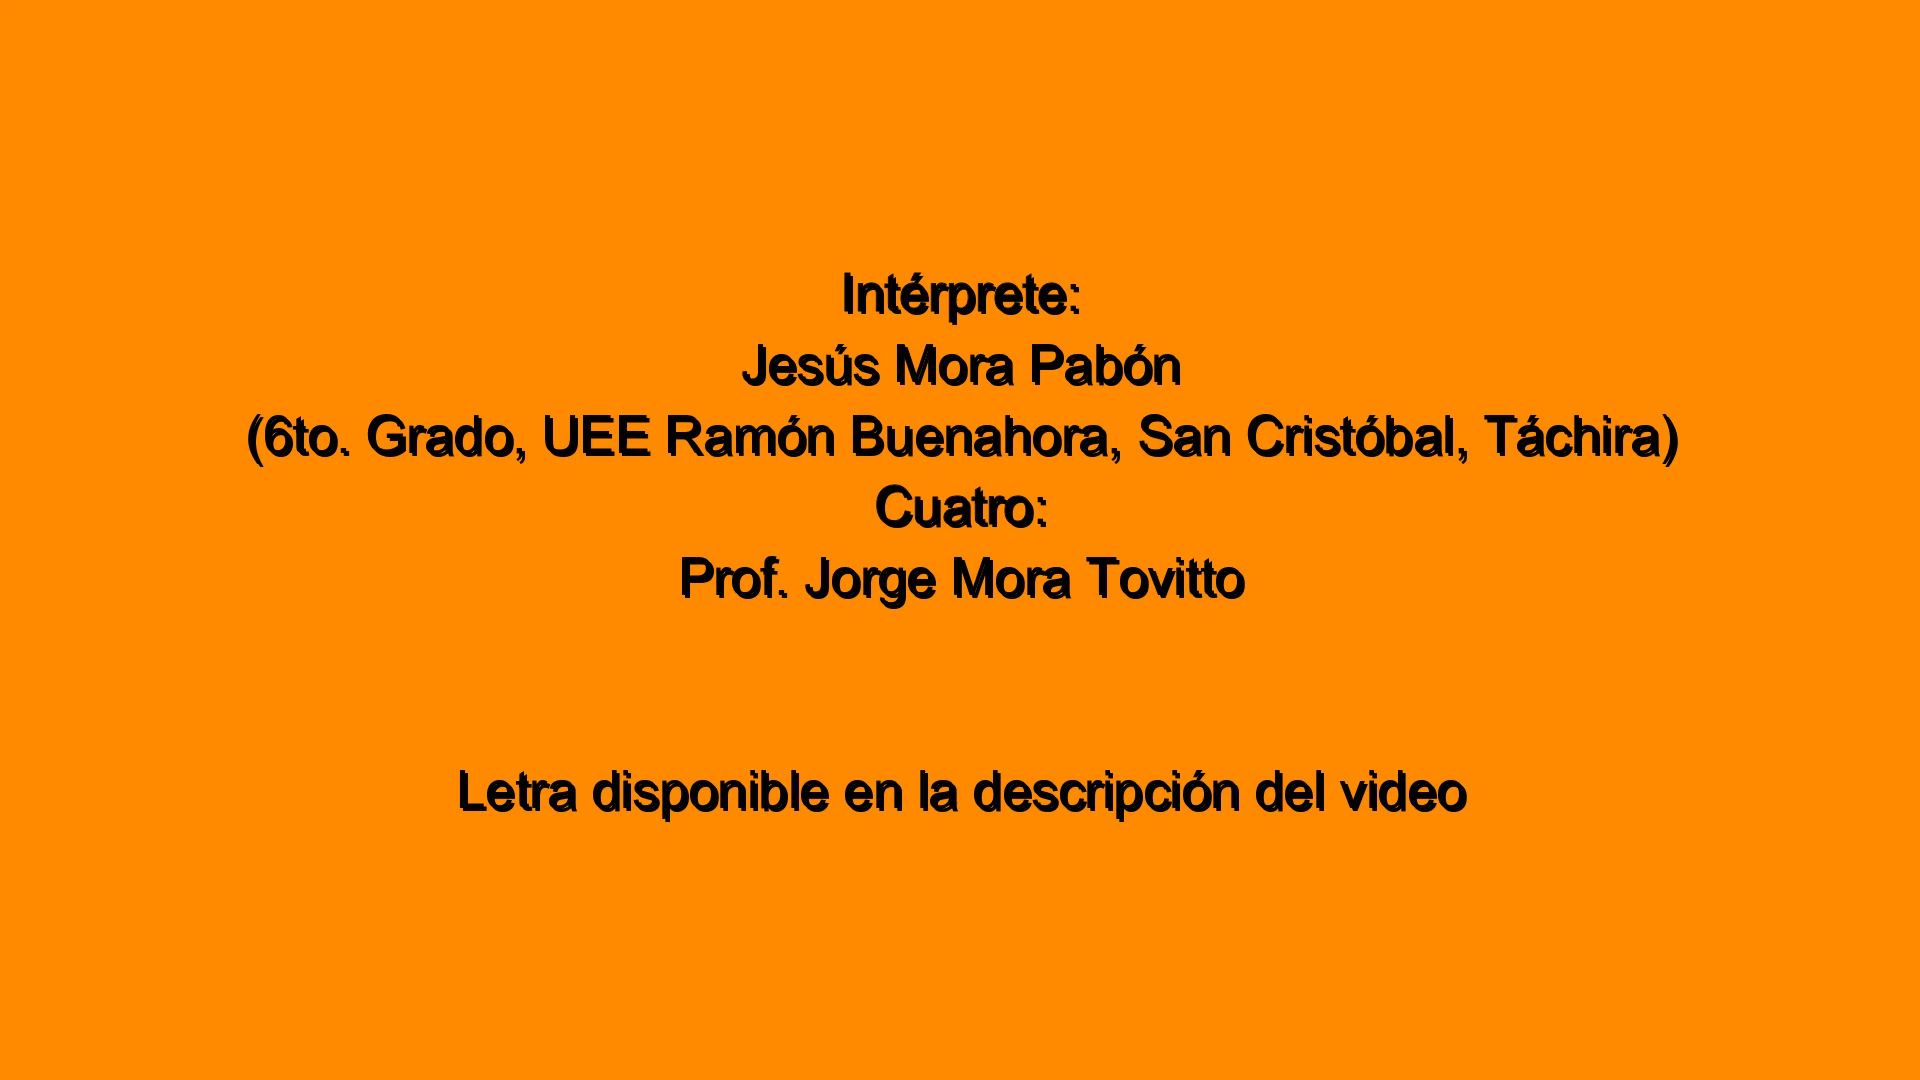 Intérprete:
Jesús Mora Pabón
(6to. Grado, UEE Ramón Buenahora, San Cristóbal, Táchira)
Cuatro:
Prof. Jorge Mora Tovitto
Letra disponible en la descripción del video